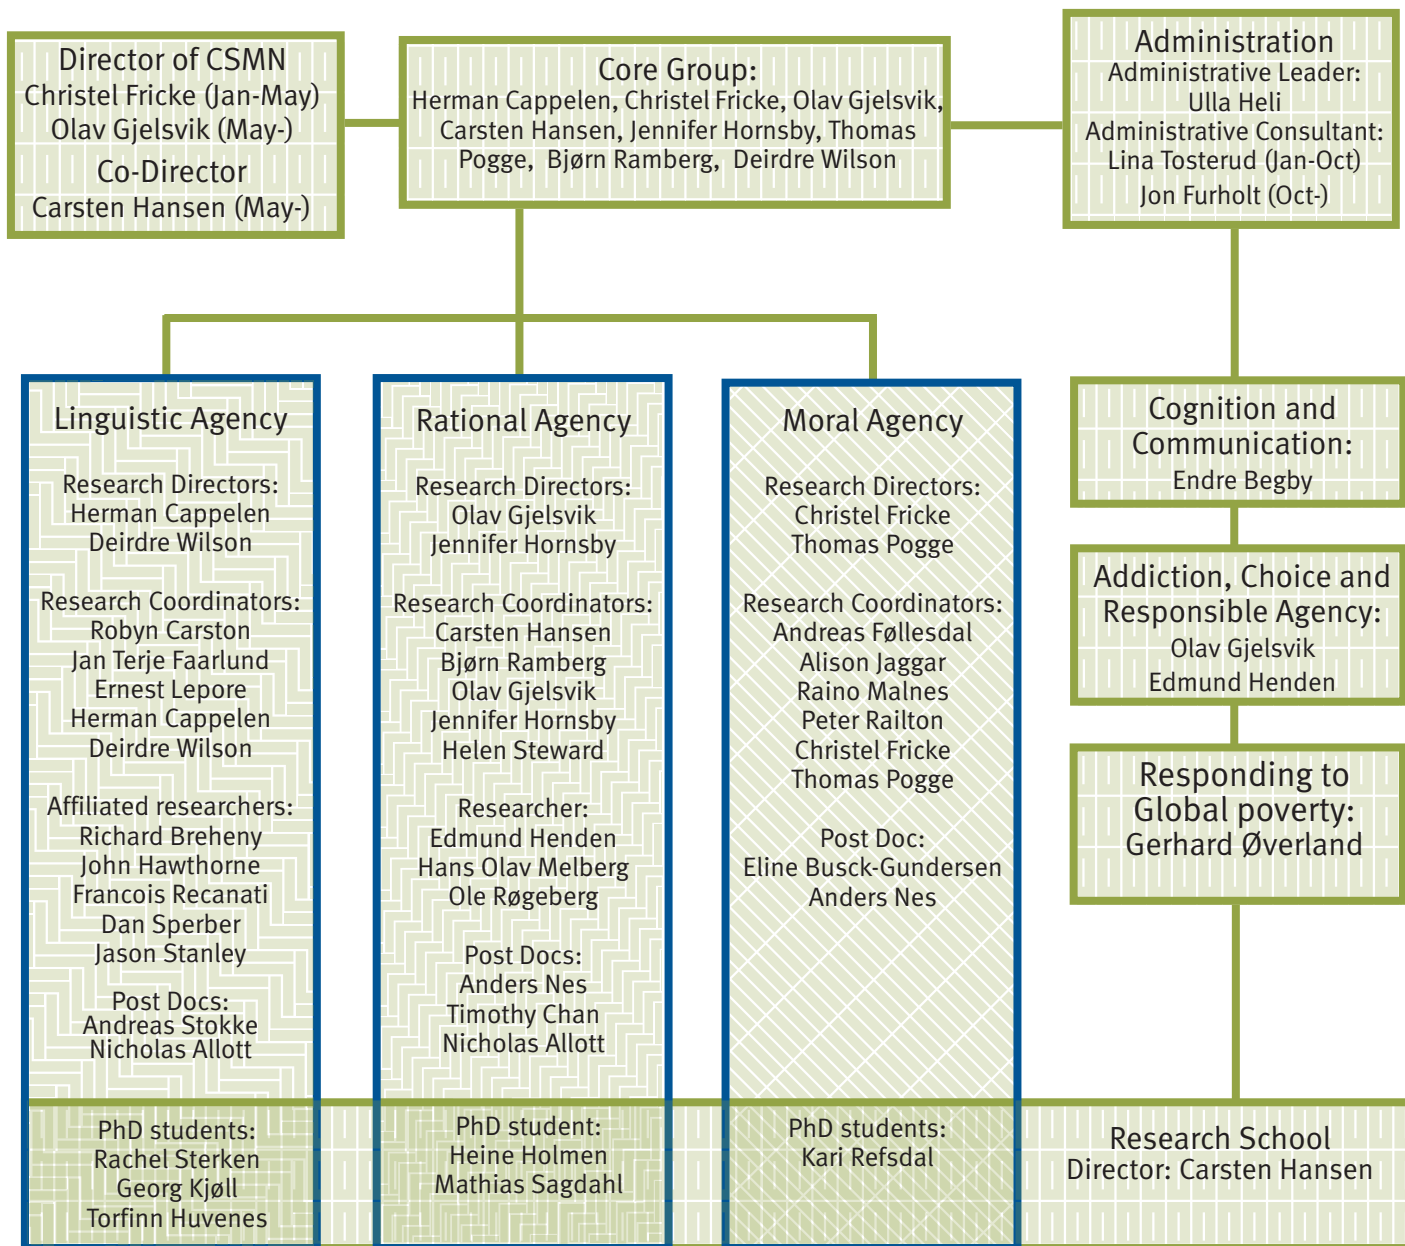 Director of CSMN
Christel Fricke (Jan-May)
Olav Gjelsvik (May-)
Co-Director
Carsten Hansen (May-)
Core Group:
Herman Cappelen, Christel Fricke, Olav Gjelsvik,
Carsten Hansen, Jennifer Hornsby, Thomas
Pogge, Bjørn Ramberg, Deirdre Wilson
Administration
Administrative Leader:
Ulla Heli
Administrative Consultant:
Lina Tosterud (Jan-Oct)
Jon Furholt (Oct-)
Linguistic Agency
Research Directors:
Herman Cappelen
Deirdre Wilson
Research Coordinators:
Robyn Carston
Jan Terje Faarlund
Ernest Lepore
Herman Cappelen
Deirdre Wilson
Affiliated researchers:
Richard Breheny
John Hawthorne
Francois Recanati
Dan Sperber
Jason Stanley
Post Docs:
Andreas Stokke
Nicholas Allott
PhD students:
Rachel Sterken
Georg Kjøll
Torfinn Huvenes
Rational Agency
Research Directors:
Olav Gjelsvik
Jennifer Hornsby
Research Coordinators:
Carsten Hansen
Bjørn Ramberg
Olav Gjelsvik
Jennifer Hornsby
Helen Steward
Researcher:
Edmund Henden
Hans Olav Melberg
Ole Røgeberg
Post Docs:
Anders Nes
Timothy Chan
Nicholas Allott
PhD student:
Heine Holmen
Mathias Sagdahl
Moral Agency
Research Directors:
Christel Fricke
Thomas Pogge
Research Coordinators:
Andreas Føllesdal
Alison Jaggar
Raino Malnes
Peter Railton
Christel Fricke
Thomas Pogge
Post Doc:
Eline Busck-Gundersen
Anders Nes
PhD students:
Kari Refsdal
Cognition and
Communication:
Endre Begby
Addiction, Choice and
Responsible Agency:
Olav Gjelsvik
Edmund Henden
Responding to
Global poverty:
Gerhard Øverland
Research School
Director: Carsten Hansen